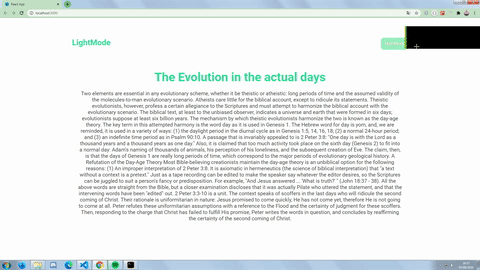 React App
localhost:3000
LightMode
The Evolution in the actual days
Two elements are essential in any evolutionary scheme, whether it be theistic or atheistic: long periods of time and the assumed validity of
the molecules-to-man evolutionary scenario. Atheists care little for the biblical account, except to ridicule its statements. Theistic
evolutionists, however, profess a certain allegiance to the Scriptures and must attempt to harmonize the biblical account with the
evolutionary scenario. The biblical text, at least to the unbiased observer, indicates a universe and earth that were formed in six days;
evolutionists suppose at least six billion years. The mechanism by which theistic evolutionists harmonize the two is known as the day-age
theory. The key term in this attempted harmony is the word day as it is used in Genesis 1. The Hebrew word for day is yom, and, we are
reminded, it is used in a variety of ways: (1) the daylight period in the diurnal cycle as in Genesis 1:5, 14, 16, 18; (2) a normal 24-hour period;
and (3) an indefinite time period as in Psalm 90:10. A passage that is invariably appealed to is 2 Peter 3:8: "One day is with the Lord as a
thousand years and a thousand years as one day." Also, it is claimed that too much activity took place on the sixth day (Genesis 2) to fit into
a normal day: Adam's naming of thousands of animals, his perception of his loneliness, and the subsequent creation of Eve. The claim, then,
is that the days of Genesis 1 are really long periods of time, which correspond to the major periods of evolutionary geological history. A
Refutation of the Day-Age Theory Most Bible-believing creationists maintain the day-age theory is an unbiblical option for the following
reasons: (1) An improper interpretation of 2 Peter 3:8. It is axiomatic in hermeneutics (the science of biblical interpretation) that "a text
without a context is a pretext." Just as a tape recording can be edited to make the speaker say whatever the editor desires, so the Scriptures
can be juggled to suit a person's fancy or predisposition. For example, "And Jesus answered ... 'What is truth?' " (John 18:37 - 38). All the
above words are straight from the Bible, but a closer examination discloses that it was actually Pilate who uttered the statement, and that the
intervening words have been "edited" out. 2 Peter 3:3-10 is a unit. The context speaks of scoffers in the last days who will ridicule the second
coming of Christ. Their rationale is uniformitarian in nature: Jesus promised to come quickly, He has not come yet, therefore He is not going
to come at all. Peter refutes these uniformitarian assumptions with a reference to the Flood and the certainty of judgment for these scoffers.
Then, responding to the charge that Christ has failed to fulfill His promise, Peter writes the words in question, and concludes by reaffirming
the certainty of the second coming of Christ.